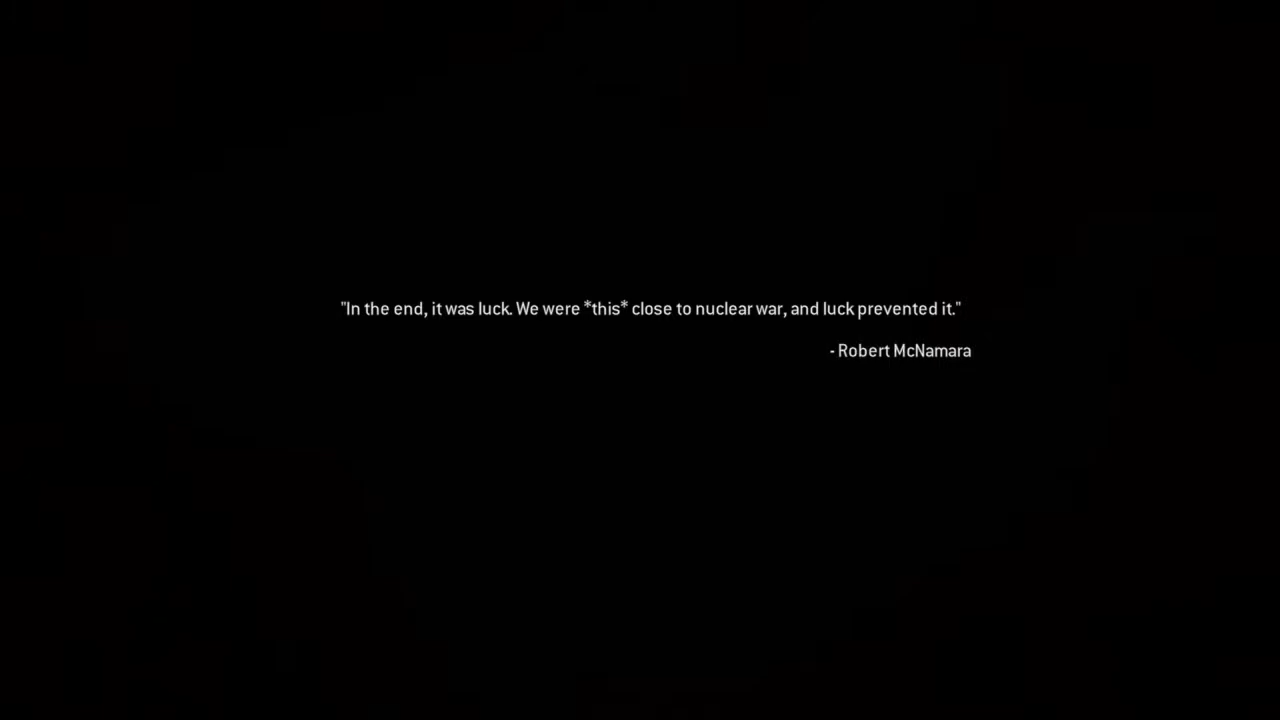 "In the end, it was luck. We were *this* close to nuclear war, and luck prevented it."
- Robert McNamara